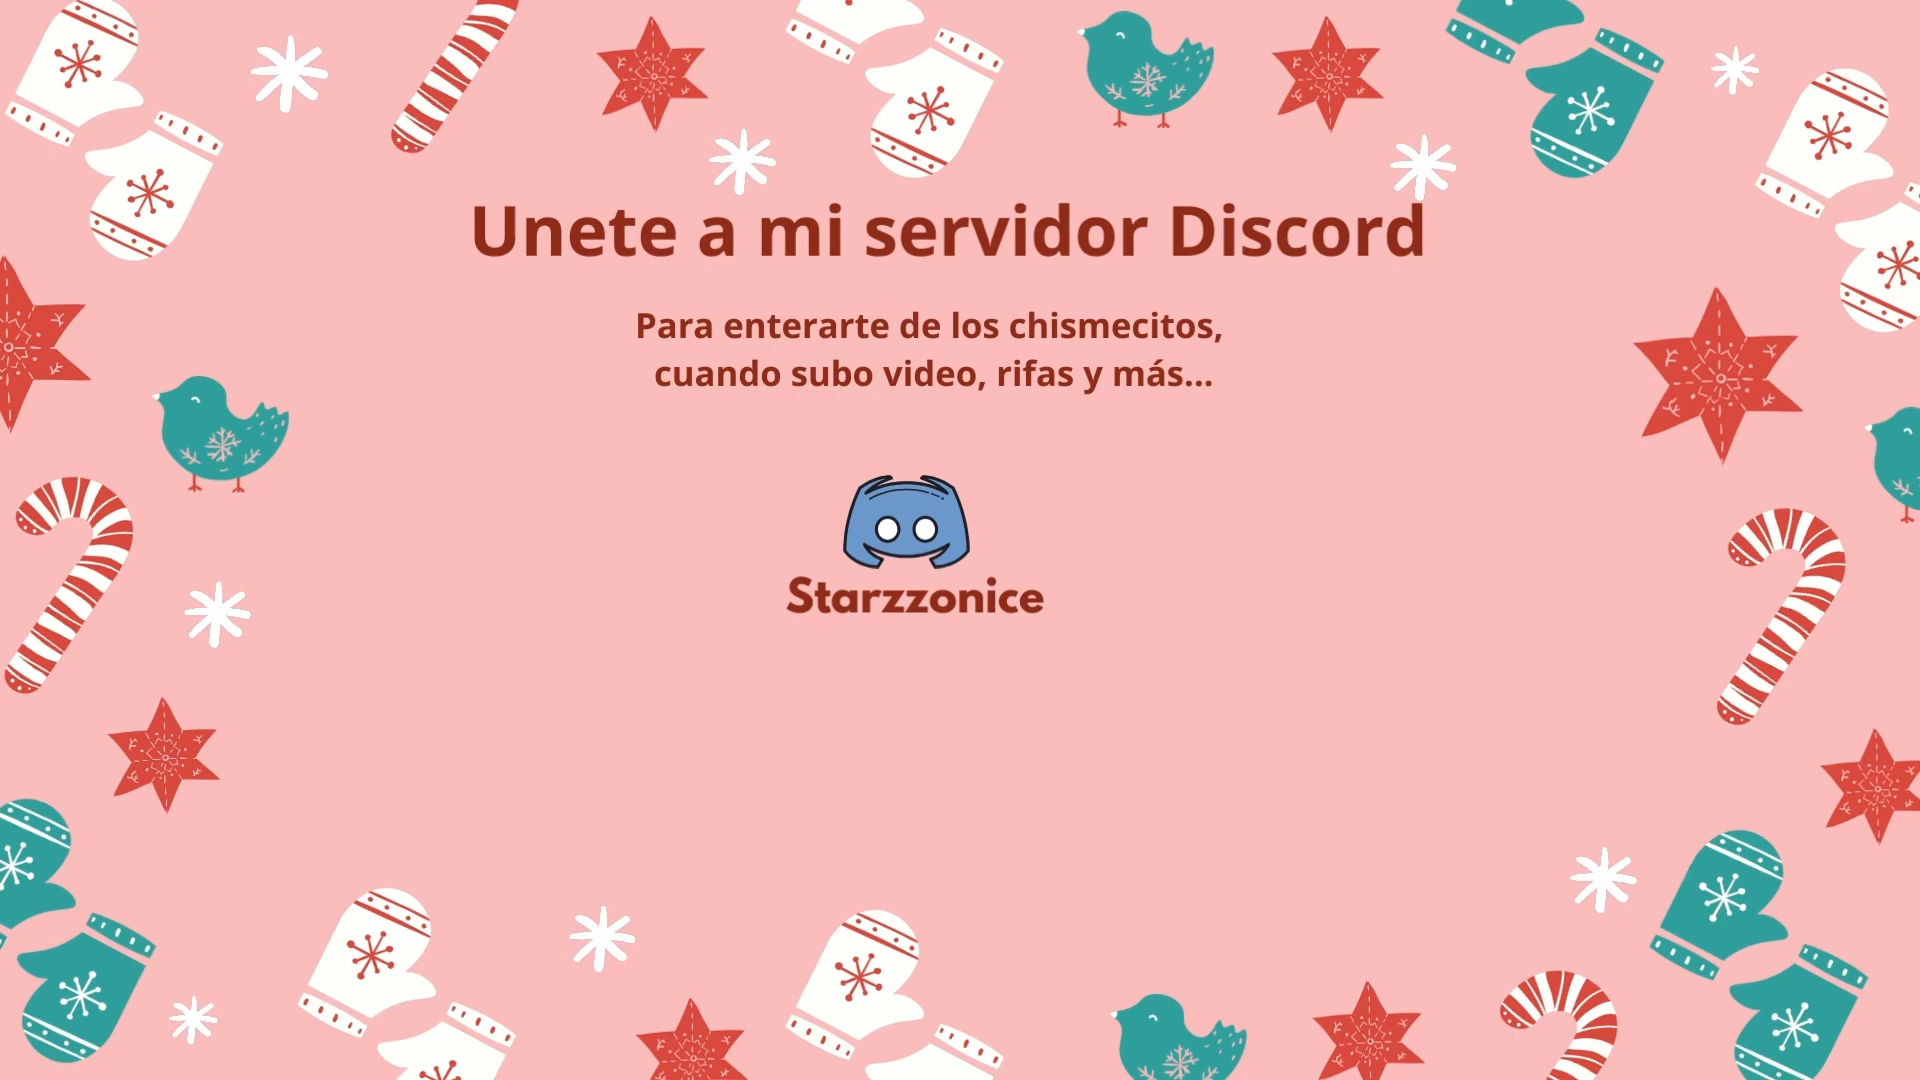 Unete a mi servidor Discord
Para enterarte de los chismecitos,
cuando subo video, rifas y más...
Starzzonice